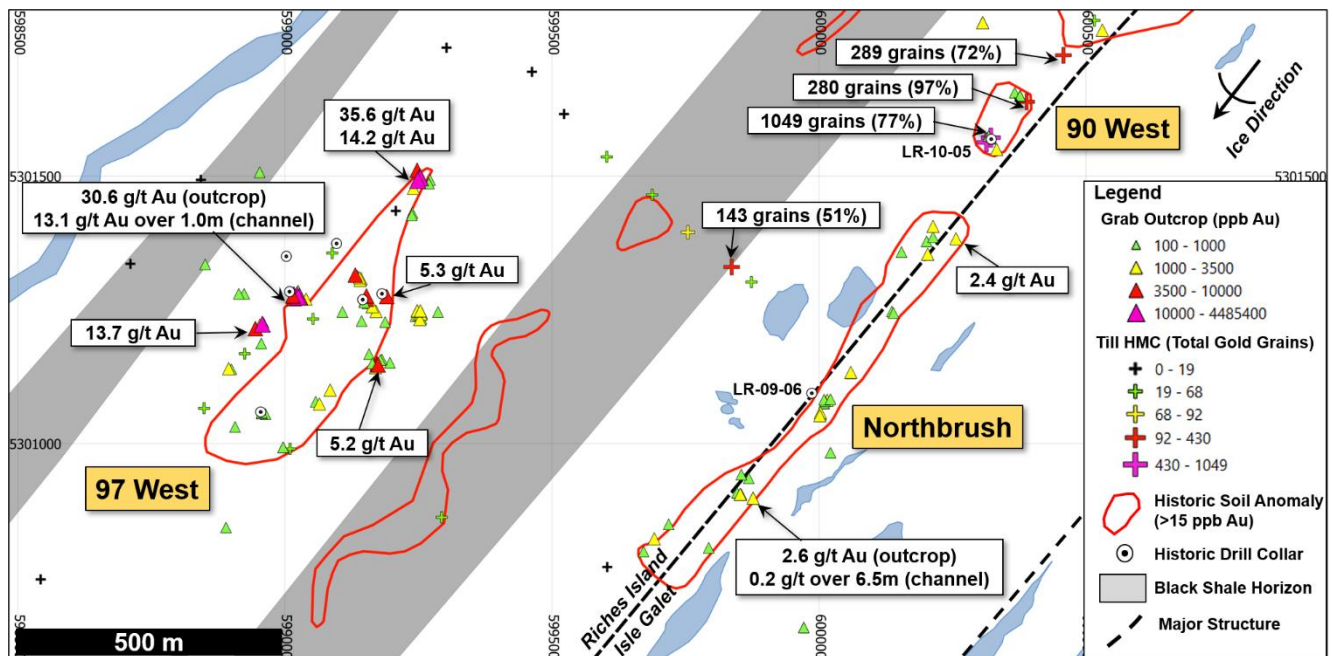 598500
599000
599500
600000
600500
289 grains (72%)
280 grains (97%)
1049 grains (77%)
LR-10-05
90 West
Ice Direction
35.6 g/t Au
14.2 g/t Au
5301500
5301500
30.6 g/t Au (outcrop)
13.1 g/t Au over 1.0m (channel)
143 grains (51%)
5.3 g/t Au
2.4 g/t Au
13.7 g/t Au
LR-09-06
5.2 g/t Au
Northbrush
5301000
97 West
2.6 g/t Au (outcrop)
0.2 g/t over 6.5m (channel)
Riches Island
Isle Galet
500 m
598500
599000
599500
600000
Legend
Grab Outcrop (ppb Au)
100 - 1000
1000 - 3500
3500 - 10000
10000 - 4485400
Till HMC (Total Gold Grains)
0 - 19
19 - 68
68 - 92
92 - 430
430 - 1049
Historic Soil Anomaly
(>15 ppb Au)
Historic Drill Collar
Black Shale Horizon
Major Structure